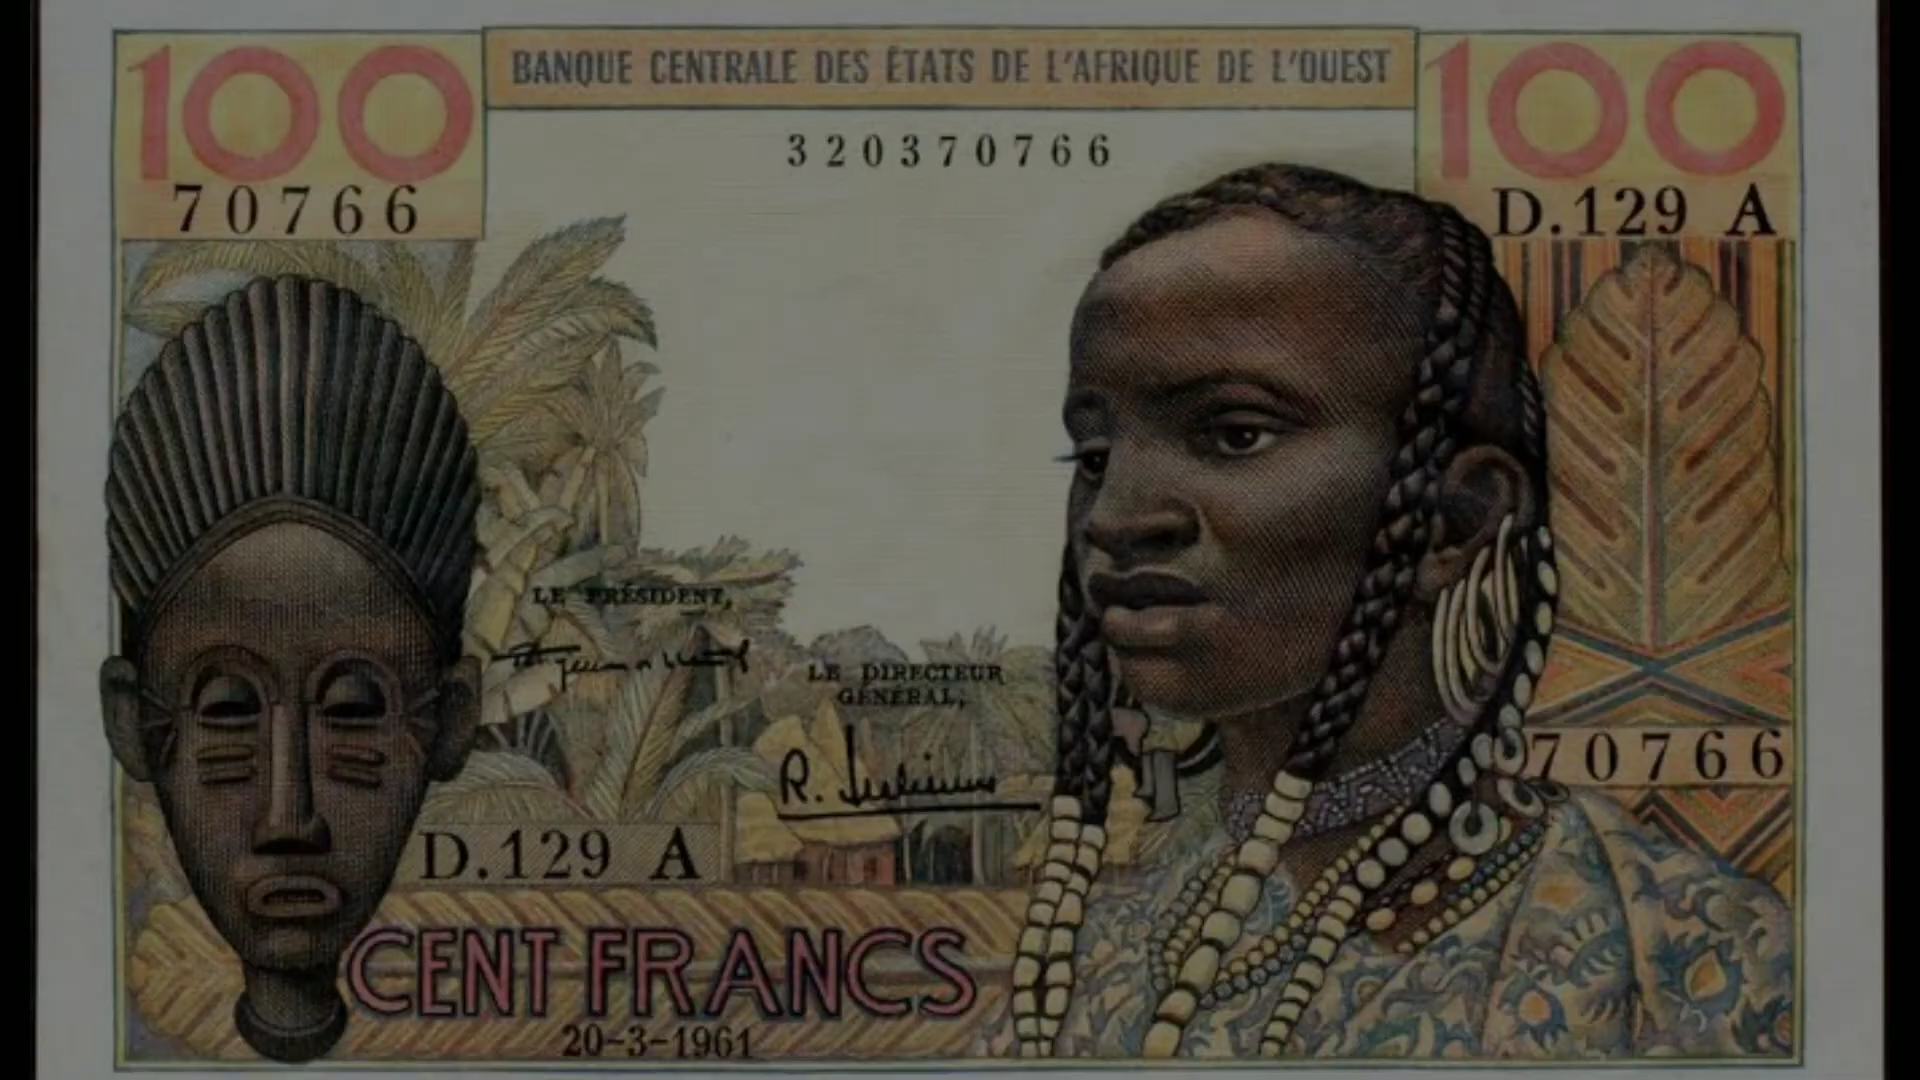 100
BANQUE CENTRALE DES ÉTATS DE L'AFRIQUE DE L'OUEST
100
320370766
70766
D.129 A
LE PRÉSIDENT,
LE DIRECTEUR
GÉNÉRAL,
R.
70766
D.129 A
CENT FRANCS
20-3-1961